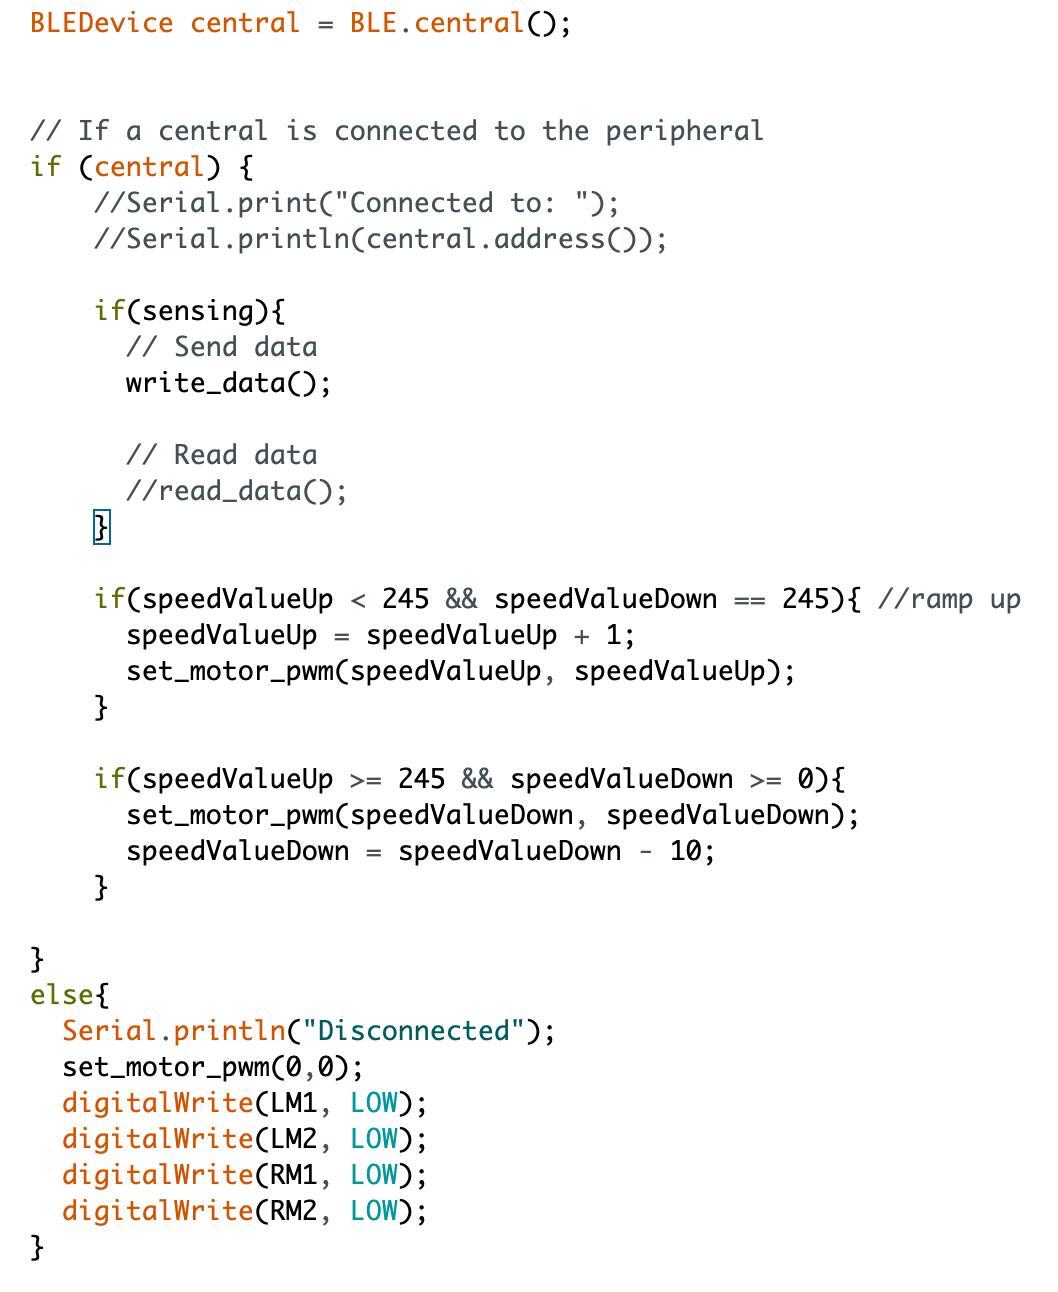 BLEDevice central = BLE.central();
// If a central is connected to the peripheral
if (central) {
    //Serial.print("Connected to: ");
    //Serial.println(central.address());
    if(sensing){
      // Send data
      write_data();
      // Read data
      //read_data();
    }
    if(speedValueUp < 245 && speedValueDown == 245){ //ramp up
      speedValueUp = speedValueUp + 1;
      set_motor_pwm(speedValueUp, speedValueUp);
    }
    if(speedValueUp >= 245 && speedValueDown >= 0){
      set_motor_pwm(speedValueDown, speedValueDown);
      speedValueDown = speedValueDown - 10;
    }
}
else{
  Serial.println("Disconnected");
  set_motor_pwm(0,0);
  digitalWrite(LM1, LOW);
  digitalWrite(LM2, LOW);
  digitalWrite(RM1, LOW);
  digitalWrite(RM2, LOW);
}